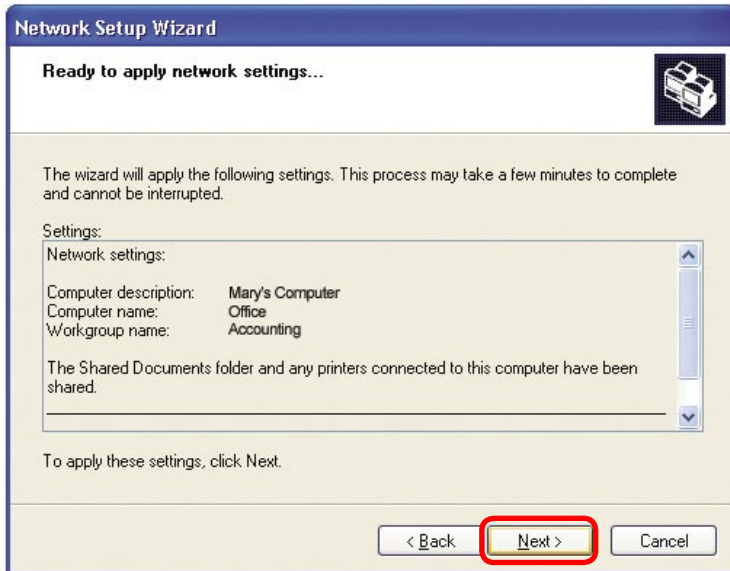 Network Setup Wizard
Ready to apply network settings...
The wizard will apply the following settings. This process may take a few minutes to complete
and cannot be interrupted.
Settings:
Network settings:
Computer description: Mary's Computer
Computer name: Office
Workgroup name: Accounting
The Shared Documents folder and any printers connected to this computer have been
shared.
To apply these settings, click Next.
< Back Next > Cancel